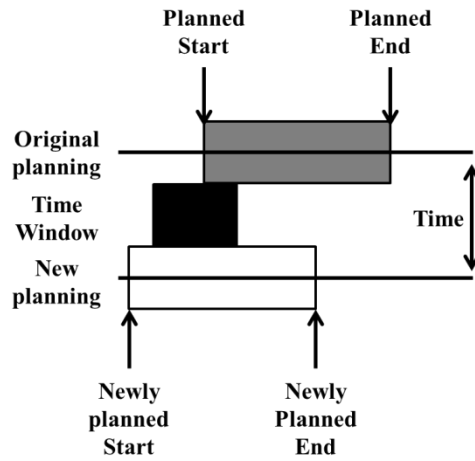 Planned
Start
Planned
End
Original
planning
Time
Window
Time
New
planning
Newly
planned
Start
Newly
Planned
End